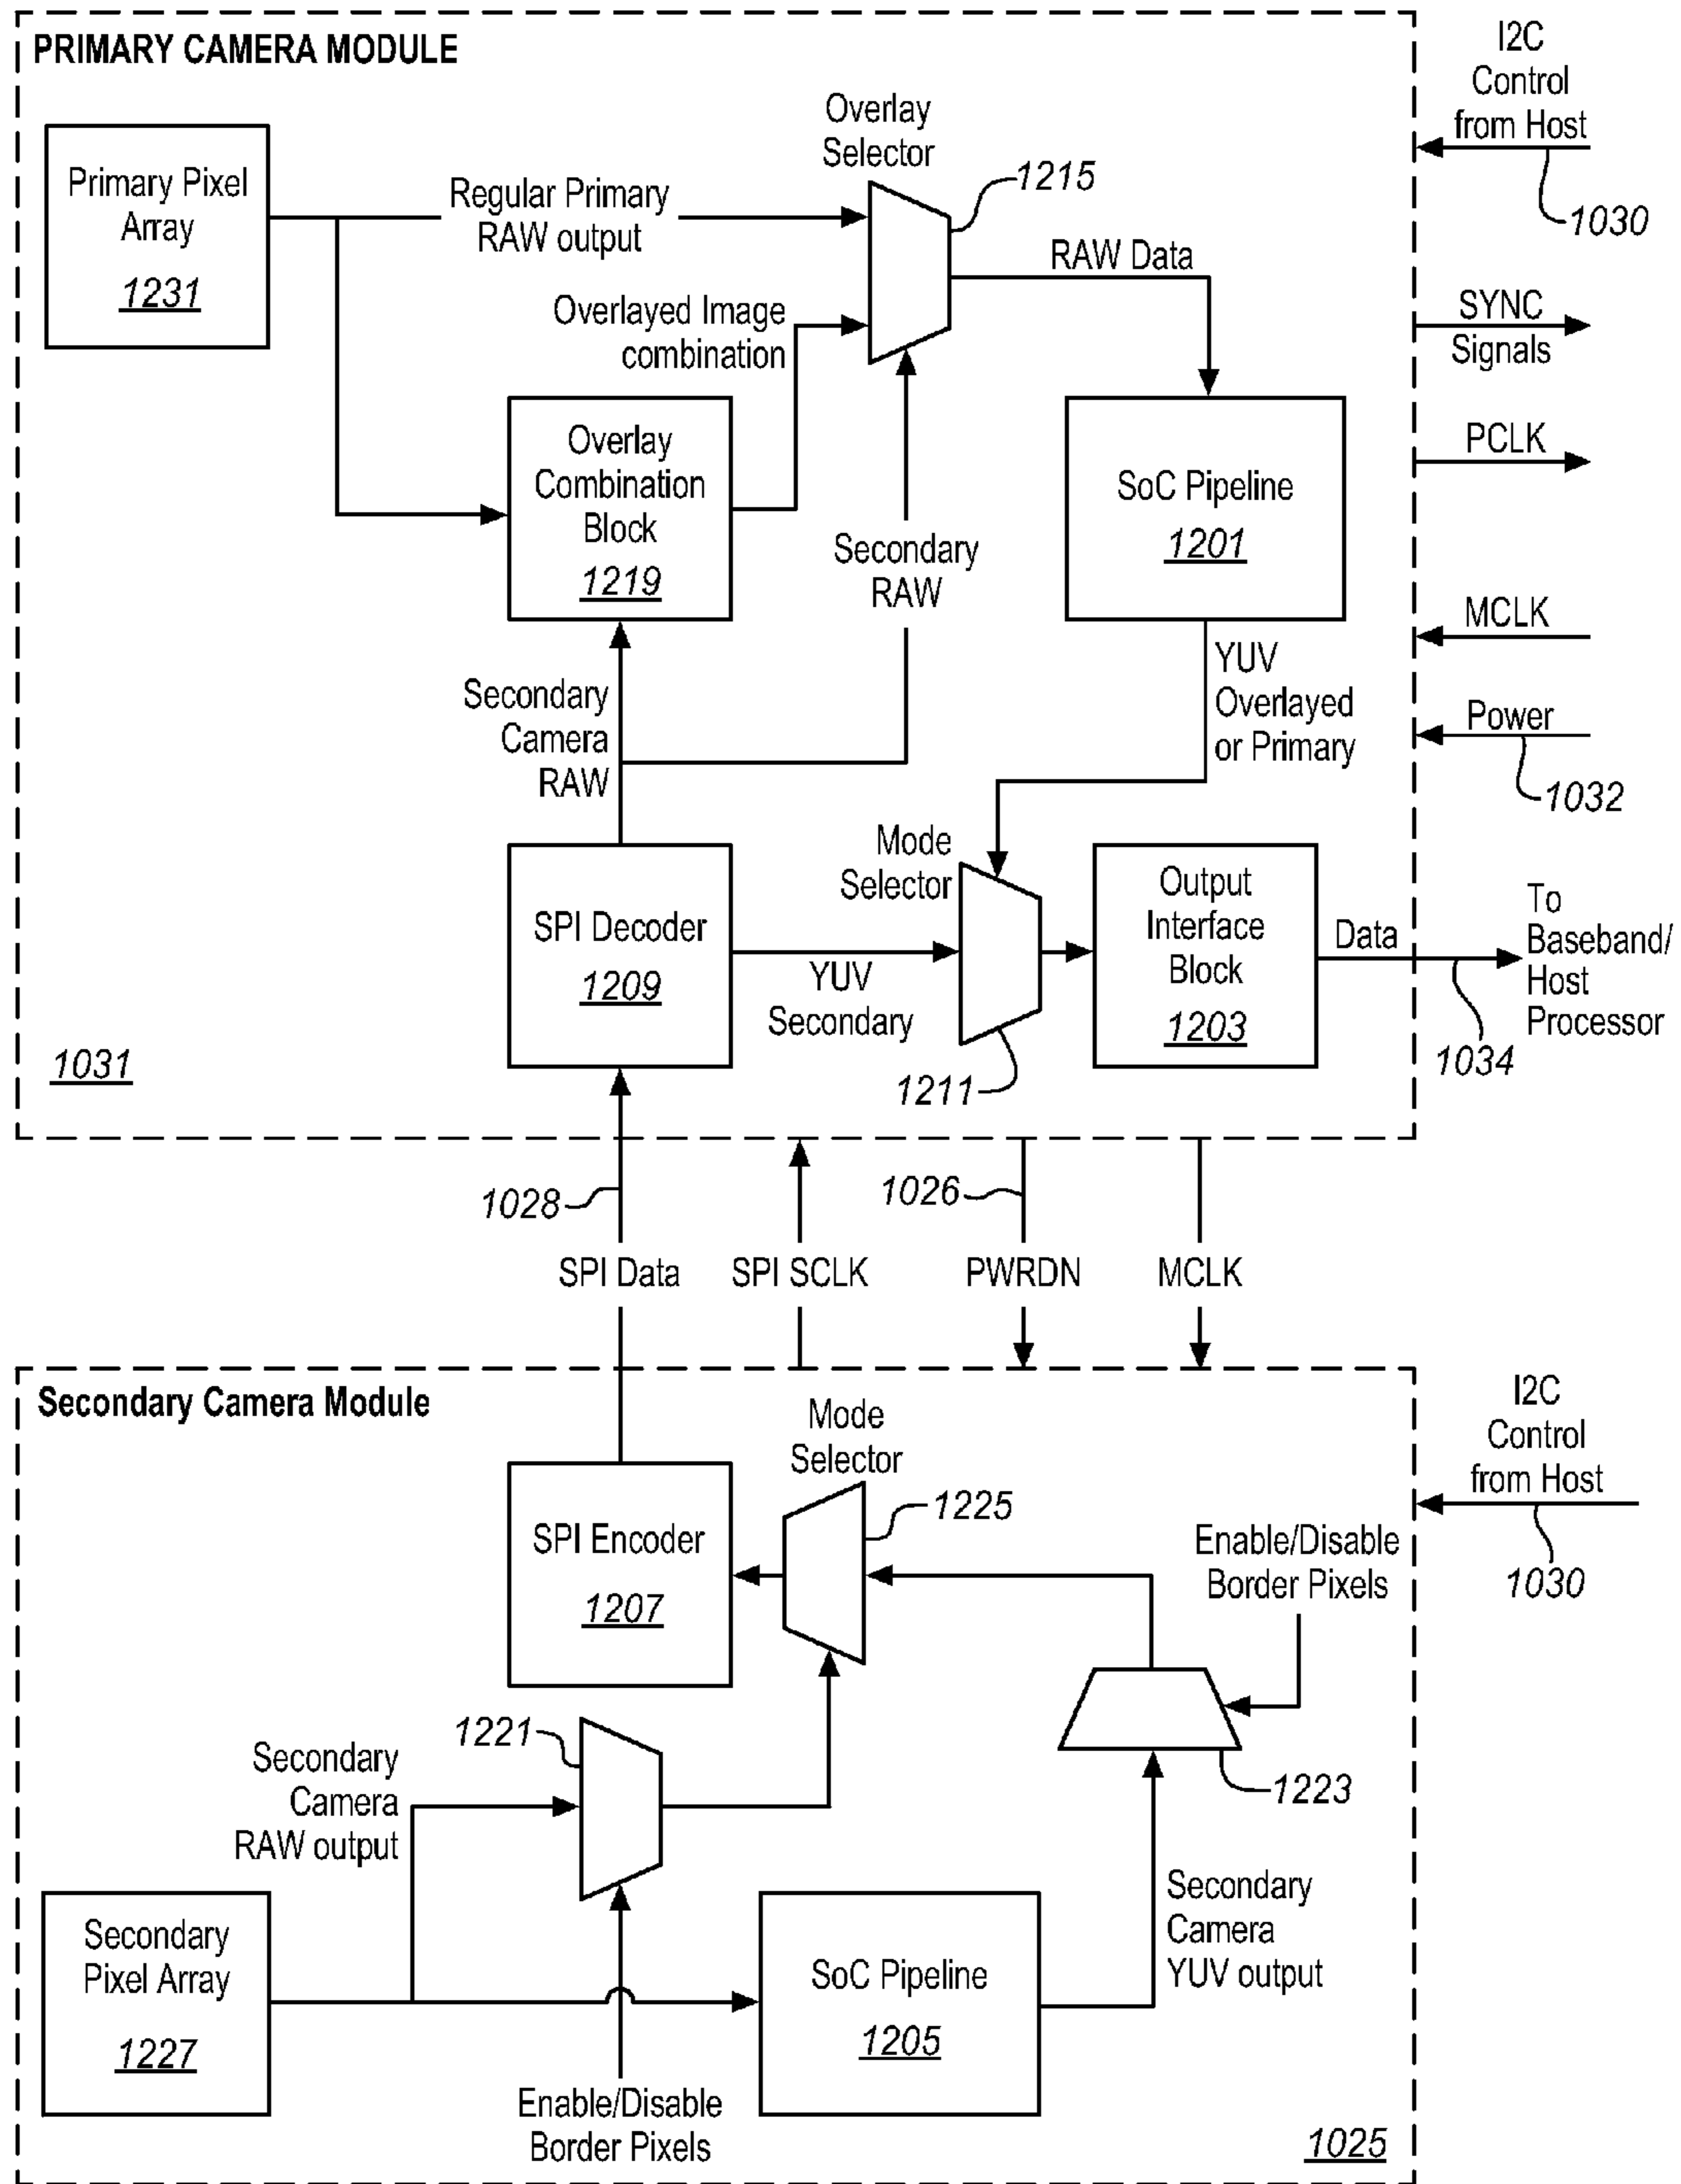 PRIMARY CAMERA MODULE
I2C
Control
from Host
1030
Overlay
Selector
1215
Primary Pixel
Array
1231
Regular Primary
RAW output
RAW Data
Overlayed Image
combination
SYNC
Signals
PCLK
Overlay
Combination
Block
1219
SoC Pipeline
1201
Secondary
RAW
MCLK
Power
1032
YUV
Overlayed
or Primary
Secondary
Camera
RAW
Mode
Selector
SPI Decoder
1209
YUV
Secondary
Output
Interface
Block
1203
Data
To
Baseband/
Host
Processor
1034
1031
1211
1028
1026
SPI Data
SPI SCLK
PWRDN
MCLK
Secondary Camera Module
I2C
Control
from Host
1030
Mode
Selector
1225
SPI Encoder
1207
Enable/Disable
Border Pixels
1221
1223
Secondary
Camera
RAW output
Secondary
Pixel Array
1227
SoC Pipeline
1205
Secondary
Camera
YUV output
Enable/Disable
Border Pixels
1025